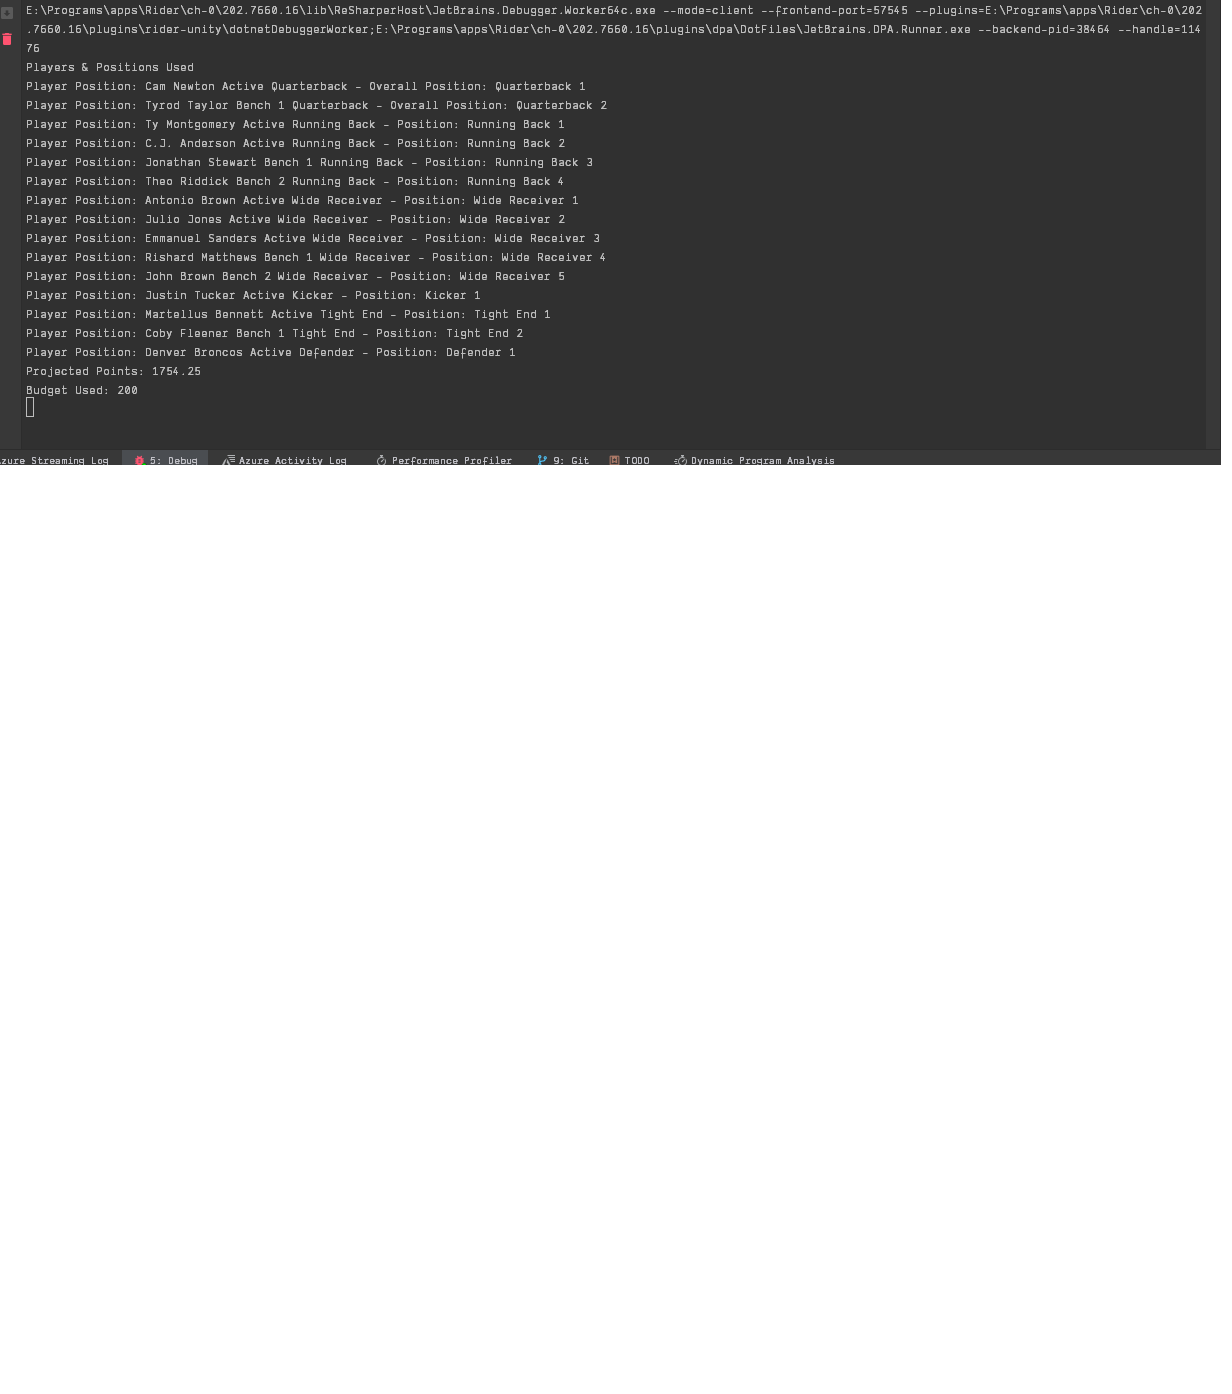 E:\Programs\apps\Rider\ch-0\202.7660.16\lib\ReSharperHost\JetBrains.Debugger.Worker64c.exe --mode=client --frontend-port=57545 --plugins=E:\Programs\apps\Rider\ch-0\202
.7660.16\plugins\rider-unity\dotnetDebuggerWorker;E:\Programs\apps\Rider\ch-0\202.7660.16\plugins\dpa\DotFiles\JetBrains.DPA.Runner.exe --backend-pid=38464 --handle=114
76
Players & Positions Used
Player Position: Cam Newton Active Quarterback - Overall Position: Quarterback 1
Player Position: Tyrod Taylor Bench 1 Quarterback - Overall Position: Quarterback 2
Player Position: Ty Montgomery Active Running Back - Position: Running Back 1
Player Position: C.J. Anderson Active Running Back - Position: Running Back 2
Player Position: Jonathan Stewart Bench 1 Running Back - Position: Running Back 3
Player Position: Theo Riddick Bench 2 Running Back - Position: Running Back 4
Player Position: Antonio Brown Active Wide Receiver - Position: Wide Receiver 1
Player Position: Julio Jones Active Wide Receiver - Position: Wide Receiver 2
Player Position: Emmanuel Sanders Active Wide Receiver - Position: Wide Receiver 3
Player Position: Rishard Matthews Bench 1 Wide Receiver - Position: Wide Receiver 4
Player Position: John Brown Bench 2 Wide Receiver - Position: Wide Receiver 5
Player Position: Justin Tucker Active Kicker - Position: Kicker 1
Player Position: Martellus Bennett Active Tight End - Position: Tight End 1
Player Position: Coby Fleener Bench 1 Tight End - Position: Tight End 2
Player Position: Denver Broncos Active Defender - Position: Defender 1
Projected Points: 1754.25
Budget Used: 200
zure Streaming Log 5: Debug Azure Activity Log Performance Profiler 9: Git TODO Dynamic Program Analysis